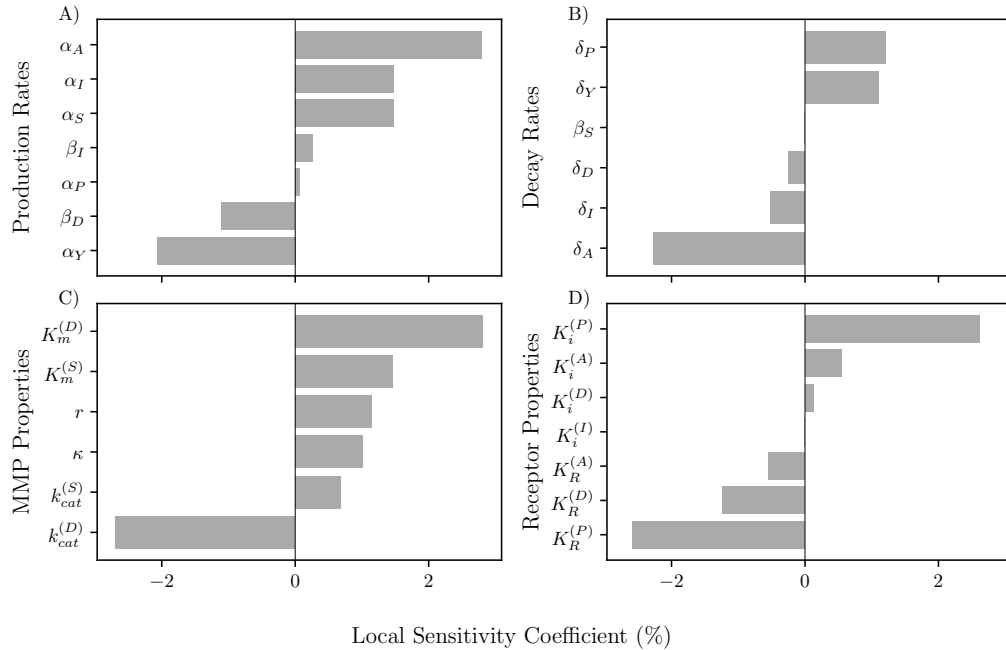 A)
Production Rates
α_A
α_I
α_S
β_I
α_P
β_D
α_Y
B)
Decay Rates
δ_P
δ_Y
β_S
δ_D
δ_I
δ_A
C)
MMP Properties
K_m^(D)
K_m^(S)
r
κ
k_cat^(S)
k_cat^(D)
−2 0 2
D)
Receptor Properties
K_i^(P)
K_i^(A)
K_i^(D)
K_i^(I)
K_R^(A)
K_R^(D)
K_R^(P)
−2 0 2
Local Sensitivity Coefficient (%)